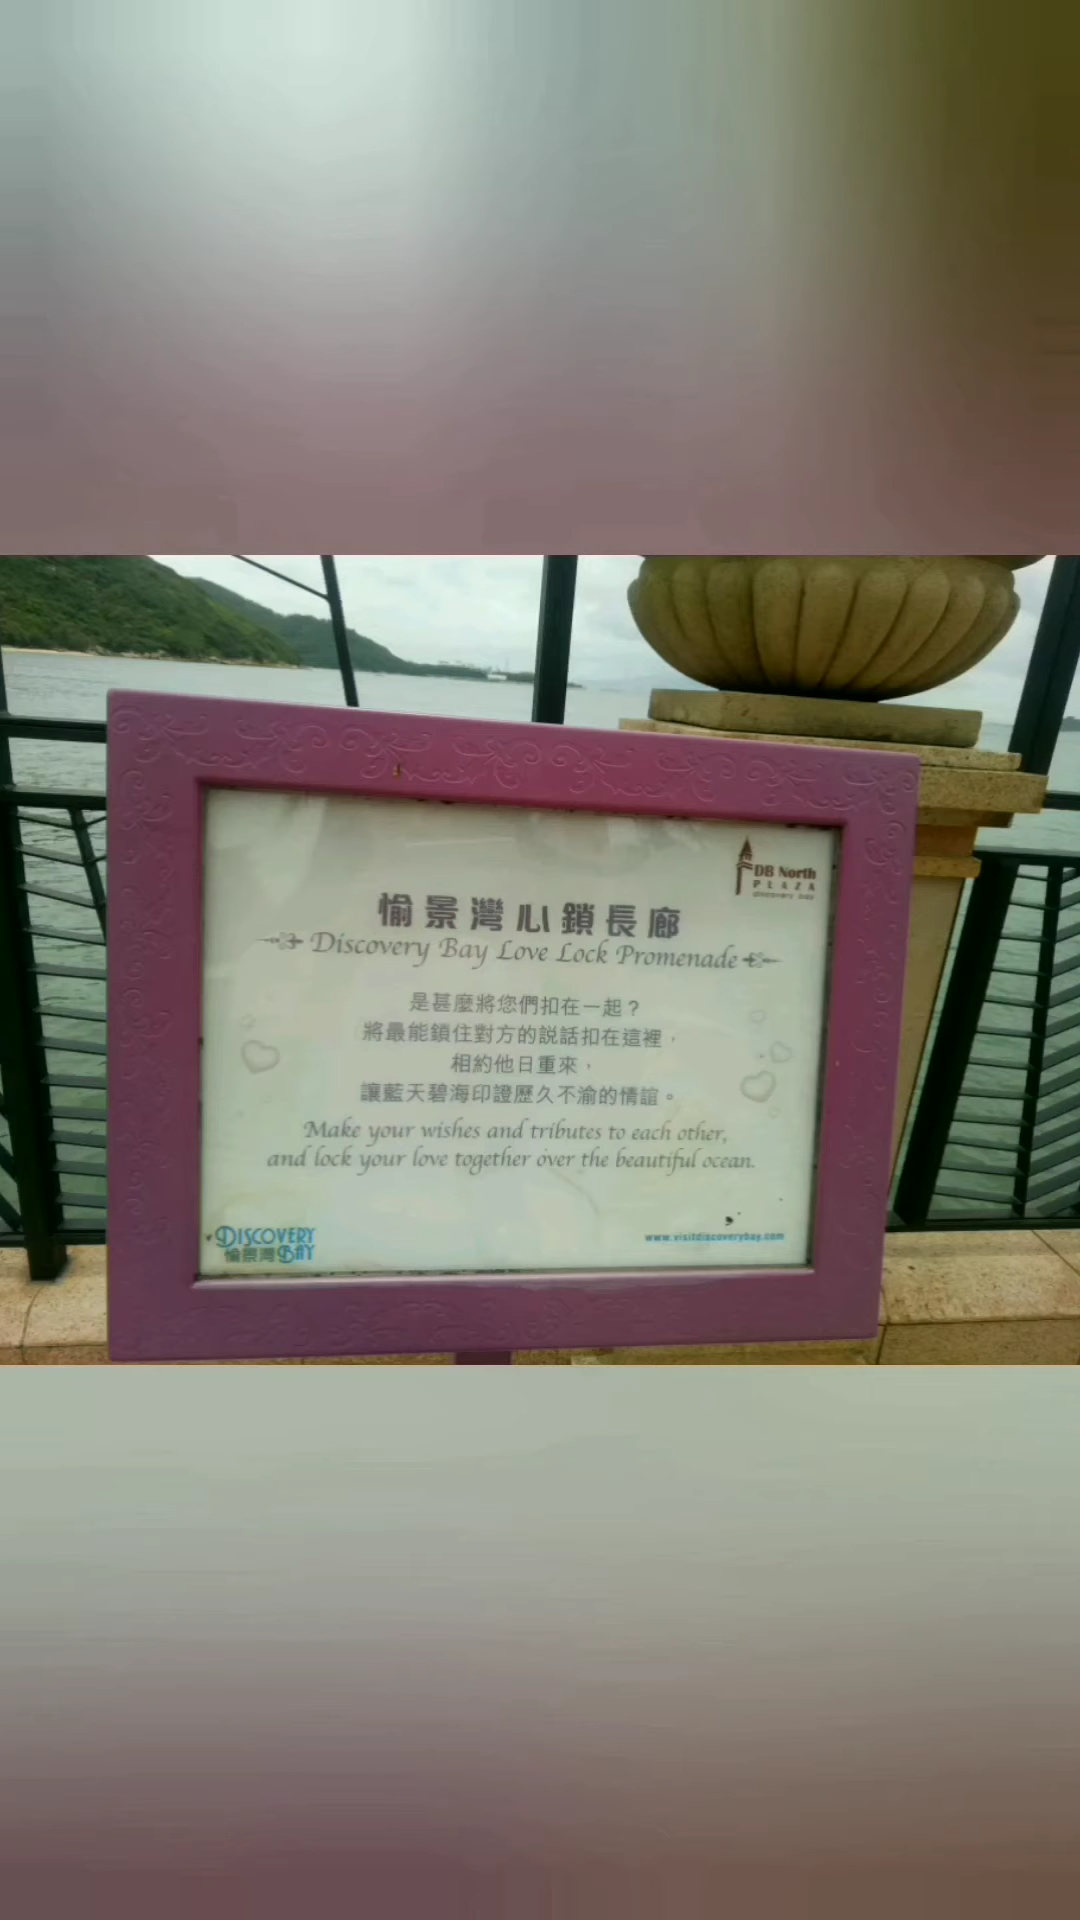 DB North
PLAZA
discovery bay
愉景灣心鎖長廊
Discovery Bay Love Lock Promenade
是甚麼將您們扣在一起？
將最能鎖住對方的說話扣在這裡，
相約他日重來，
讓藍天碧海印證歷久不渝的情誼。
Make your wishes and tributes to each other,
and lock your love together over the beautiful ocean.
DISCOVERY
愉景灣 BAY
www.visitdiscoverybay.com